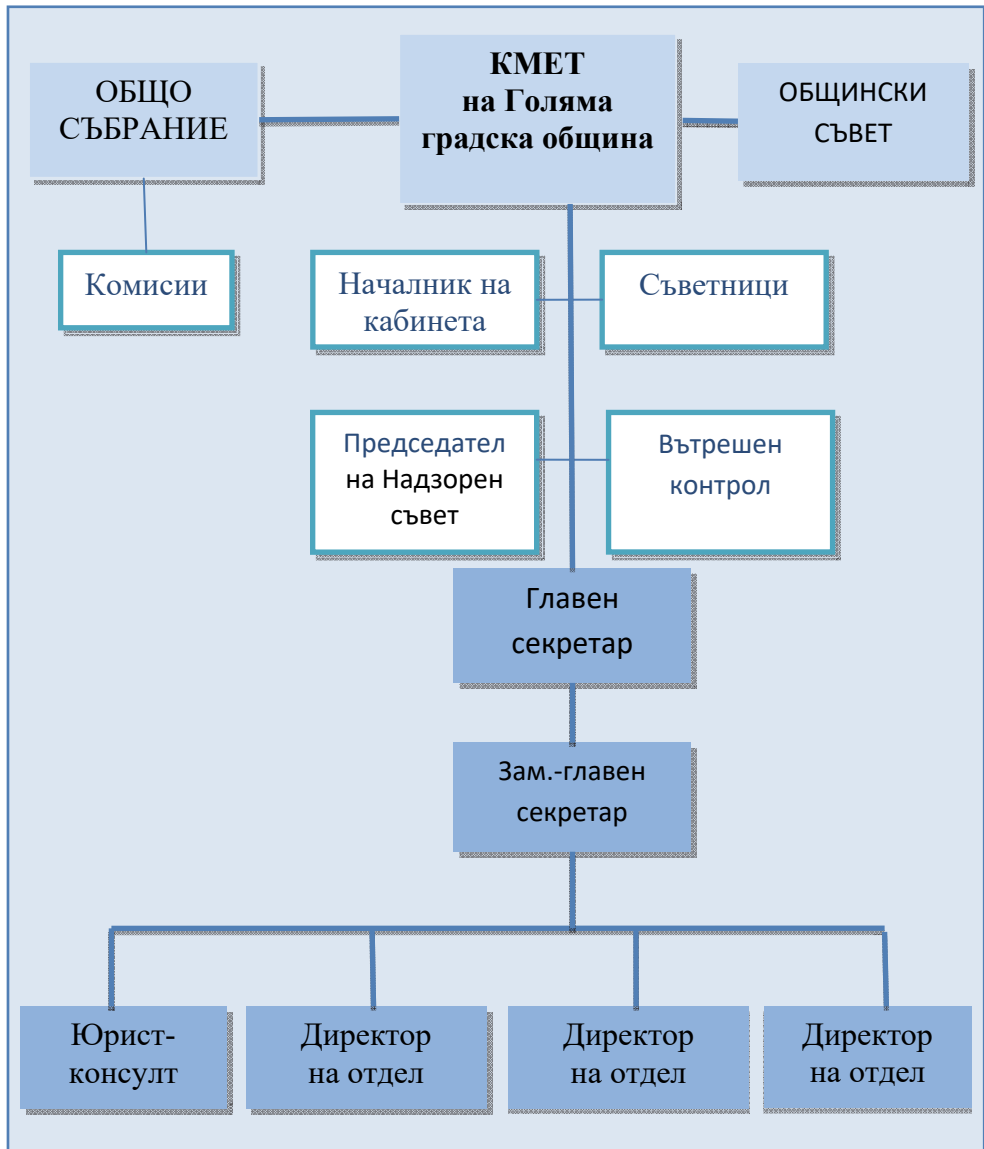 ОБЩО
СЪБРАНИЕ
КМЕТ
на Голяма
градска община
ОБЩИНСКИ
СЪВЕТ
Комисии
Началник на
кабинета
Съветници
Председател
на Надзорен
съвет
Вътрешен
контрол
Главен
секретар
Зам.-главен
секретар
Юрист-
консулт
Директор
на отдел
Директор
на отдел
Директор
на отдел